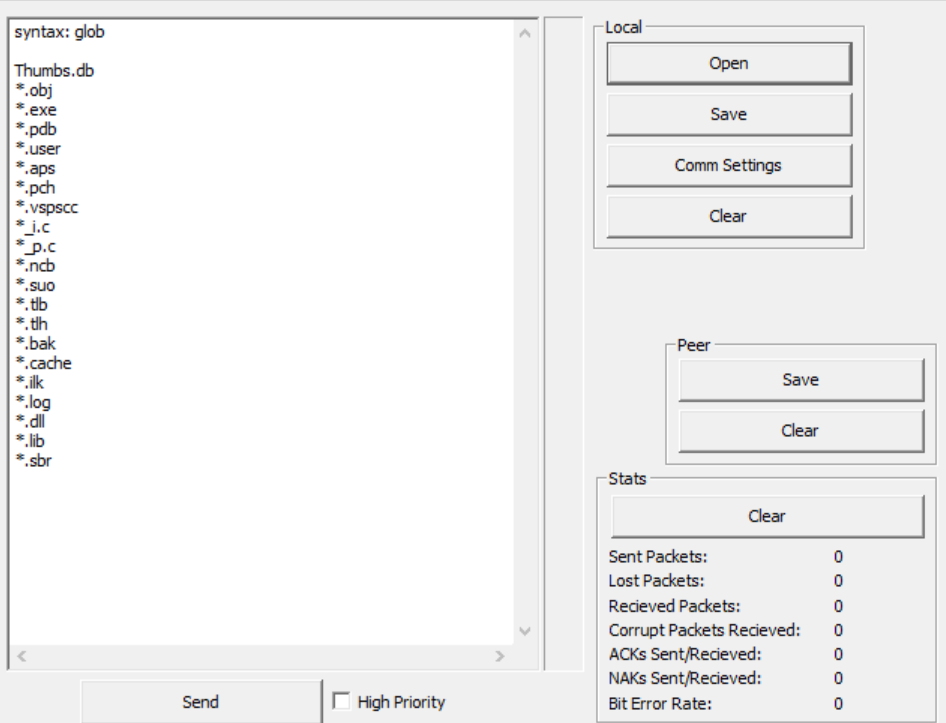 syntax: glob
Thumbs.db
*.obj
*.exe
*.pdb
*.user
*.aps
*.pch
*.vspscc
*_i.c
*_p.c
*.ncb
*.suo
*.tlb
*.tlh
*.bak
*.cache
*.ilk
*.log
*.dll
*.lib
*.sbr
Send
High Priority
Local
Open
Save
Comm Settings
Clear
Peer
Save
Clear
Stats
Clear
Sent Packets: 0
Lost Packets: 0
Recieved Packets: 0
Corrupt Packets Recieved: 0
ACKs Sent/Recieved: 0
NAKs Sent/Recieved: 0
Bit Error Rate: 0